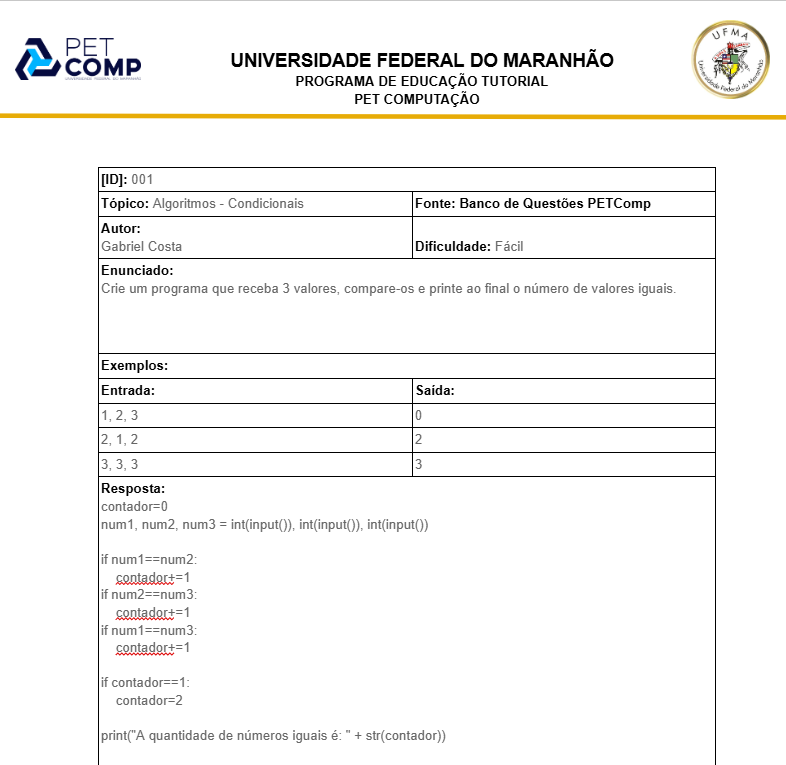 PET
COMP
UNIVERSIDADE FEDERAL DO MARANHÃO
UNIVERSIDADE FEDERAL DO MARANHÃO
PROGRAMA DE EDUCAÇÃO TUTORIAL
PET COMPUTAÇÃO
UFMA
Universidade Federal do Maranhão
[ID]: 001
Tópico: Algoritmos - Condicionais
Fonte: Banco de Questões PETComp
Autor:
Gabriel Costa
Dificuldade: Fácil
Enunciado:
Crie um programa que receba 3 valores, compare-os e printe ao final o número de valores iguais.
Exemplos:
Entrada:
Saída:
1, 2, 3
0
2, 1, 2
2
3, 3, 3
3
Resposta:
contador=0
num1, num2, num3 = int(input()), int(input()), int(input())
if num1==num2:
contador+=1
if num2==num3:
contador+=1
if num1==num3:
contador+=1
if contador==1:
contador=2
print("A quantidade de números iguais é: " + str(contador))